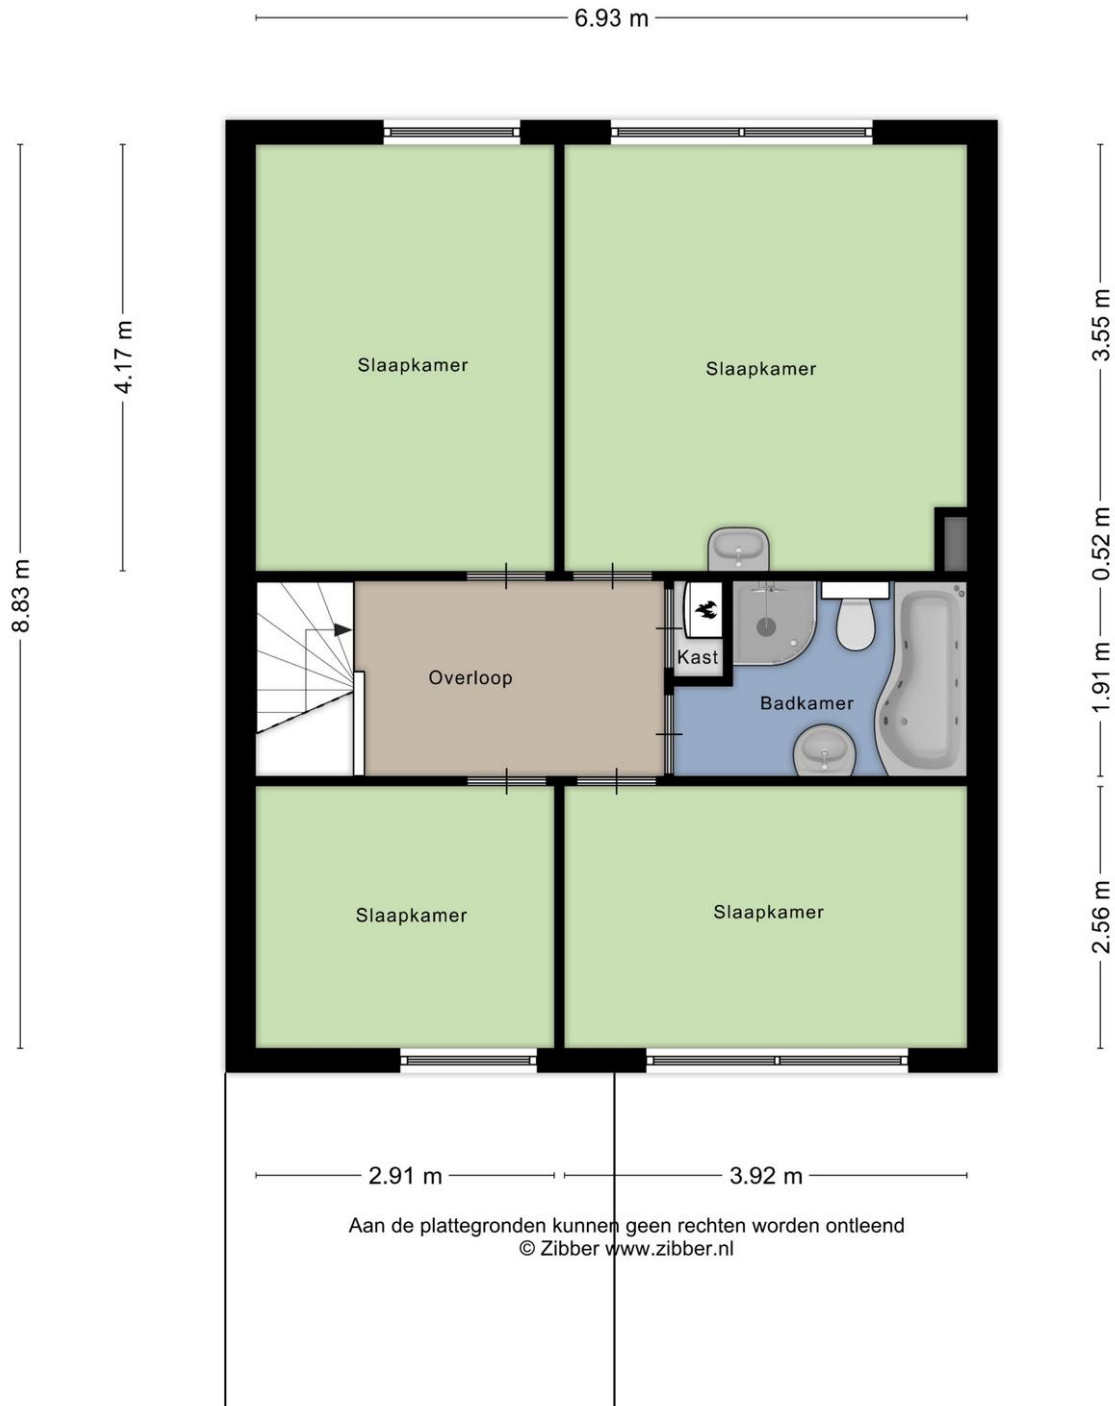 6.93 m
8.83 m
4.17 m
3.55 m
0.52 m
1.91 m
2.56 m
Slaapkamer
Slaapkamer
Overloop
Kast
Badkamer
Slaapkamer
Slaapkamer
2.91 m
3.92 m
Aan de plattegronden kunnen geen rechten worden ontleend
© Zibber www.zibber.nl